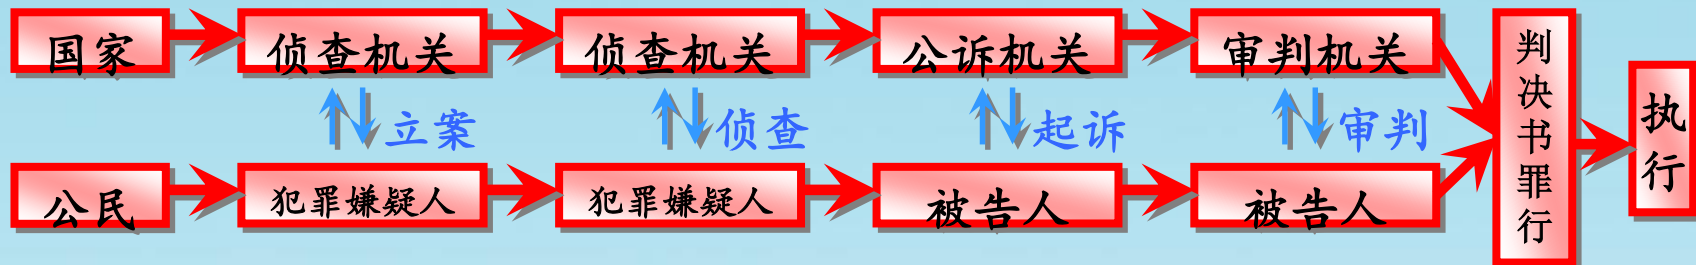 国家 侦查机关 侦查机关 公诉机关 审判机关
立案 侦查 起诉 审判
公民 犯罪嫌疑人 犯罪嫌疑人 被告人 被告人
判决书罪行
执行